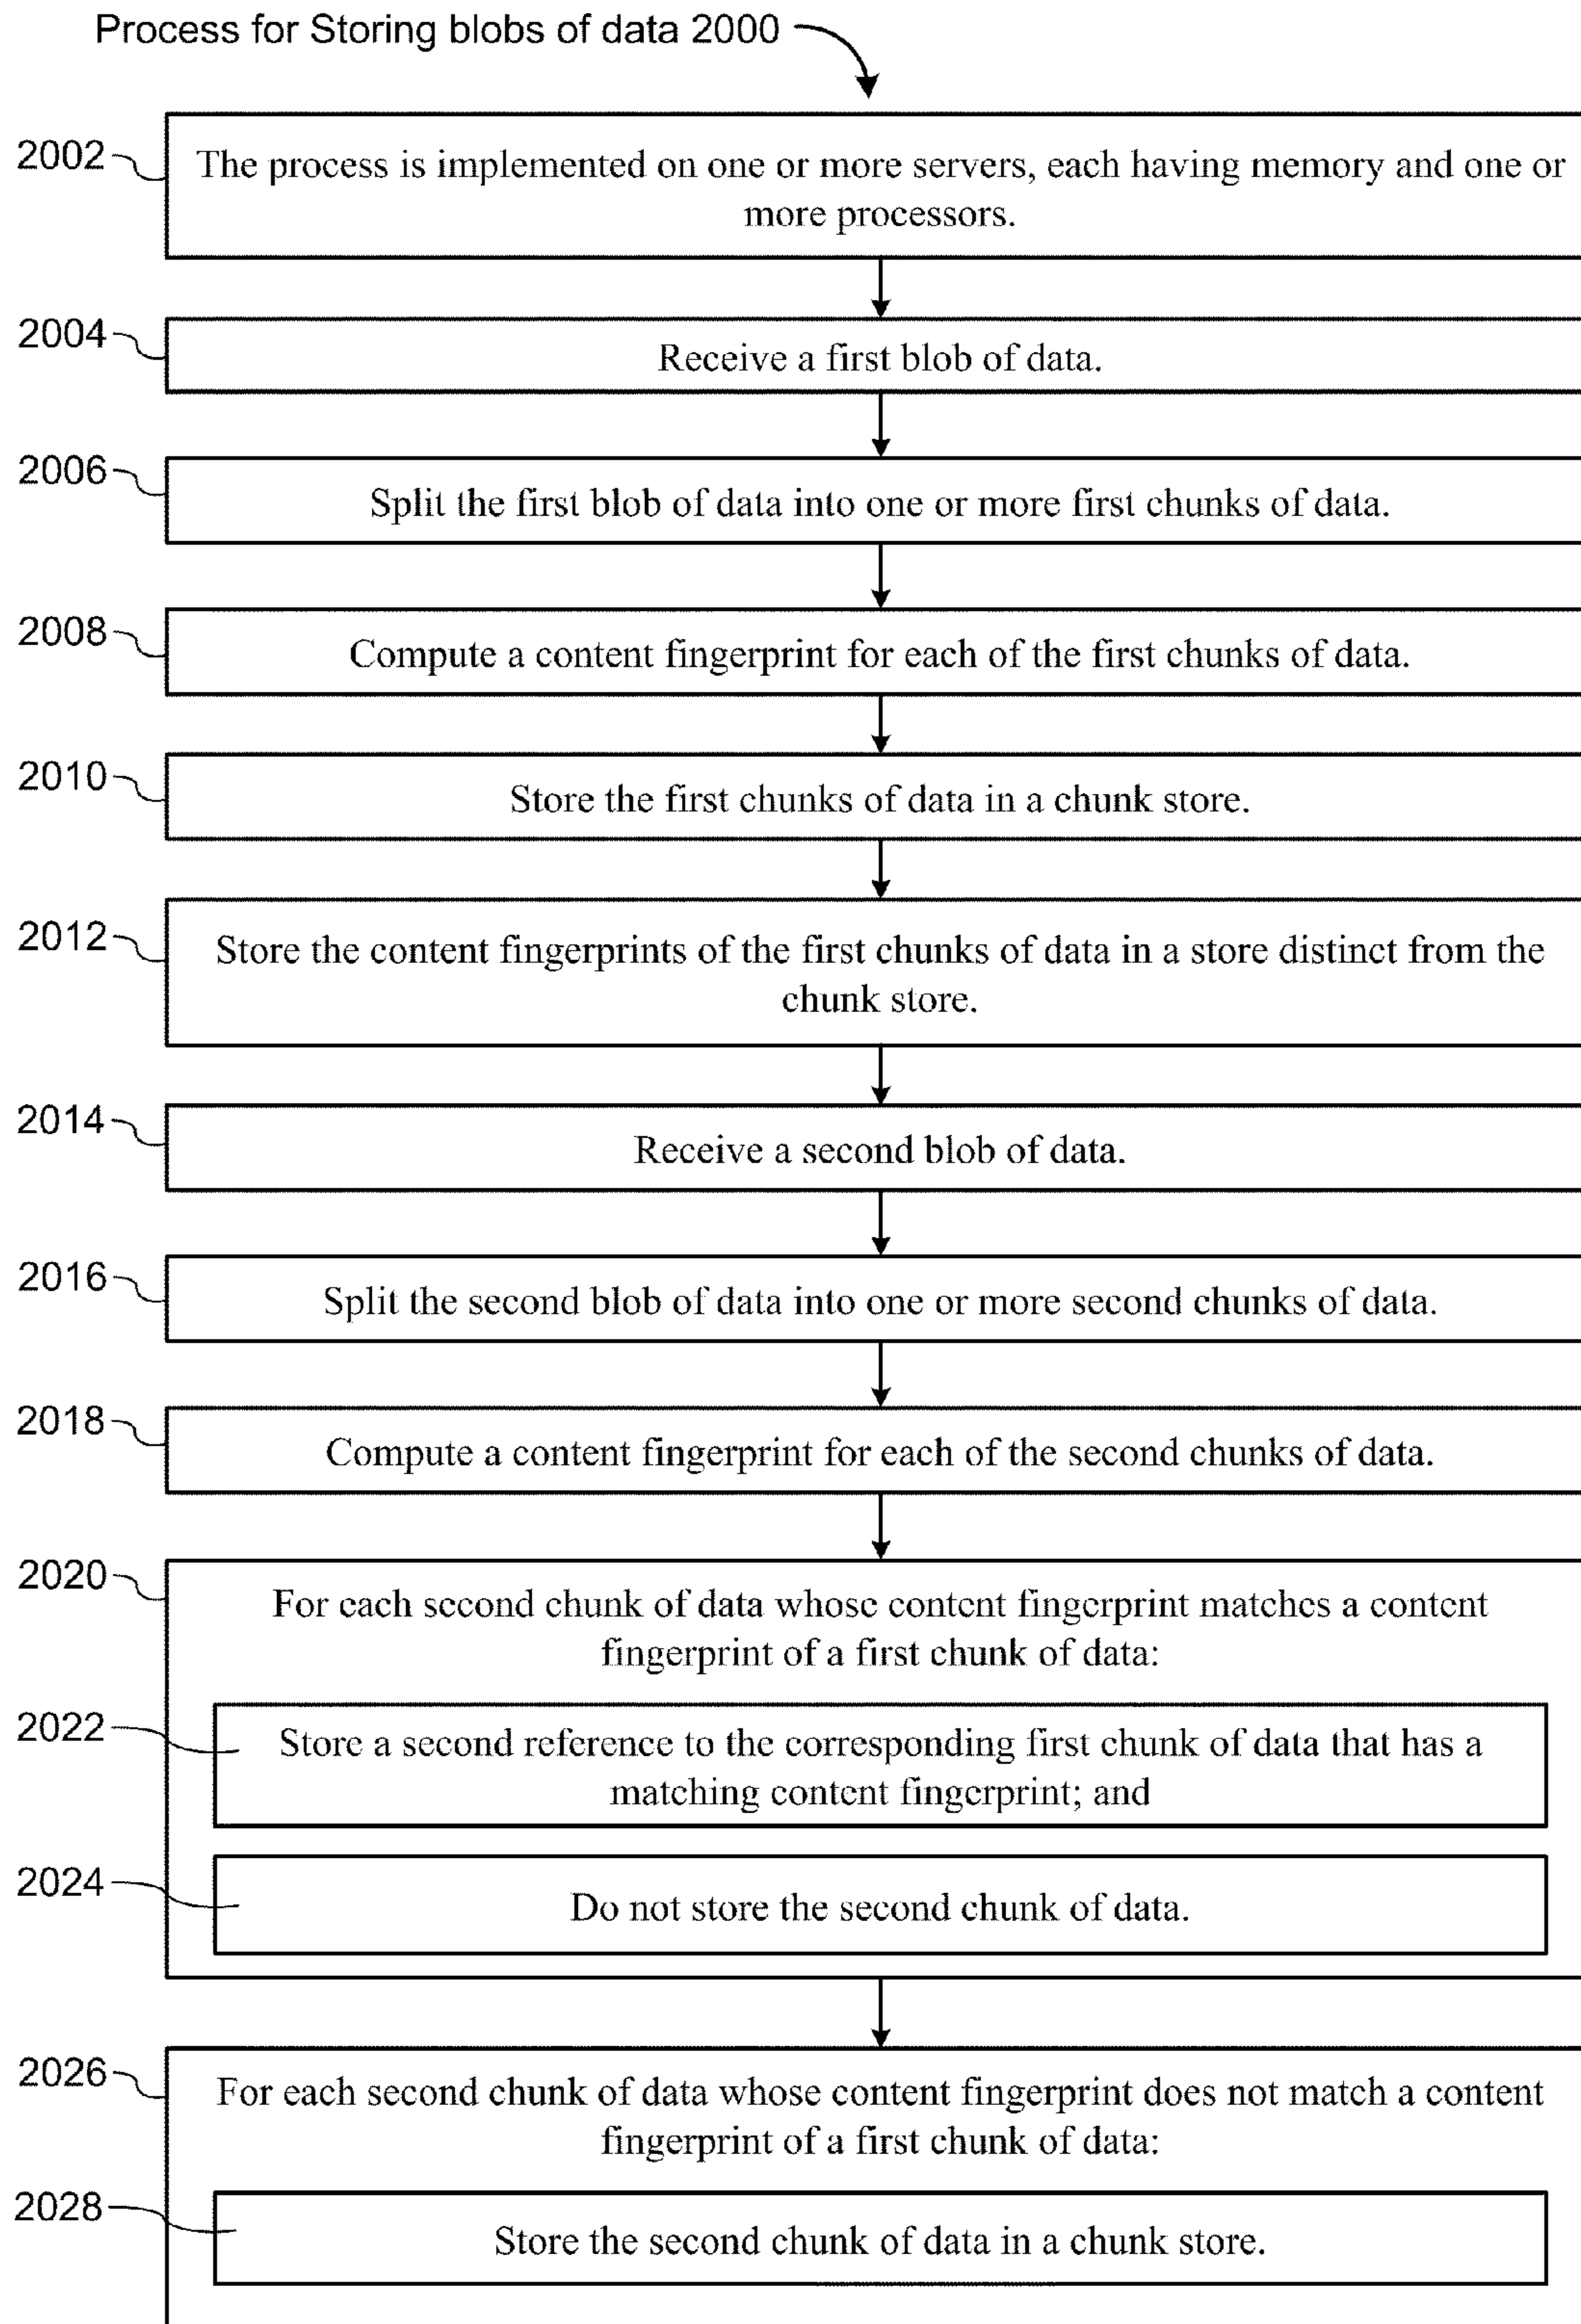 Process for Storing blobs of data 2000
2002
The process is implemented on one or more servers, each having memory and one or
more processors.
2004
Receive a first blob of data.
2006
Split the first blob of data into one or more first chunks of data.
2008
Compute a content fingerprint for each of the first chunks of data.
2010
Store the first chunks of data in a chunk store.
2012
Store the content fingerprints of the first chunks of data in a store distinct from the
chunk store.
2014
Receive a second blob of data.
2016
Split the second blob of data into one or more second chunks of data.
2018
Compute a content fingerprint for each of the second chunks of data.
2020
For each second chunk of data whose content fingerprint matches a content
fingerprint of a first chunk of data:
2022
Store a second reference to the corresponding first chunk of data that has a
matching content fingerprint; and
2024
Do not store the second chunk of data.
2026
For each second chunk of data whose content fingerprint does not match a content
fingerprint of a first chunk of data:
2028
Store the second chunk of data in a chunk store.